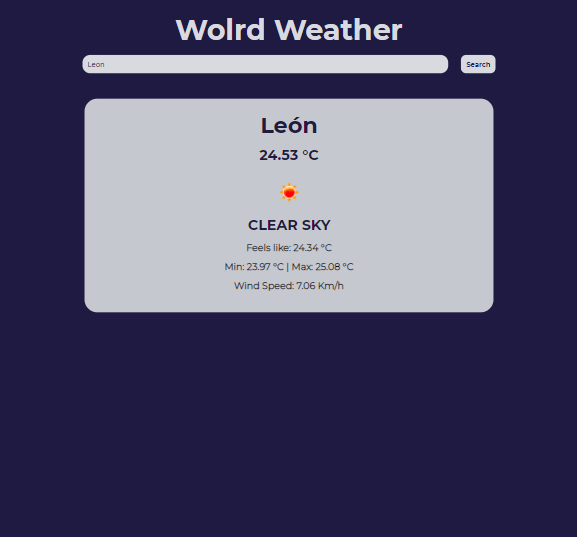 Wolrd Weather
Leon
Search
León
24.53 °C
CLEAR SKY
Feels like: 24.34 °C
Min: 23.97 °C | Max: 25.08 °C
Wind Speed: 7.06 Km/h